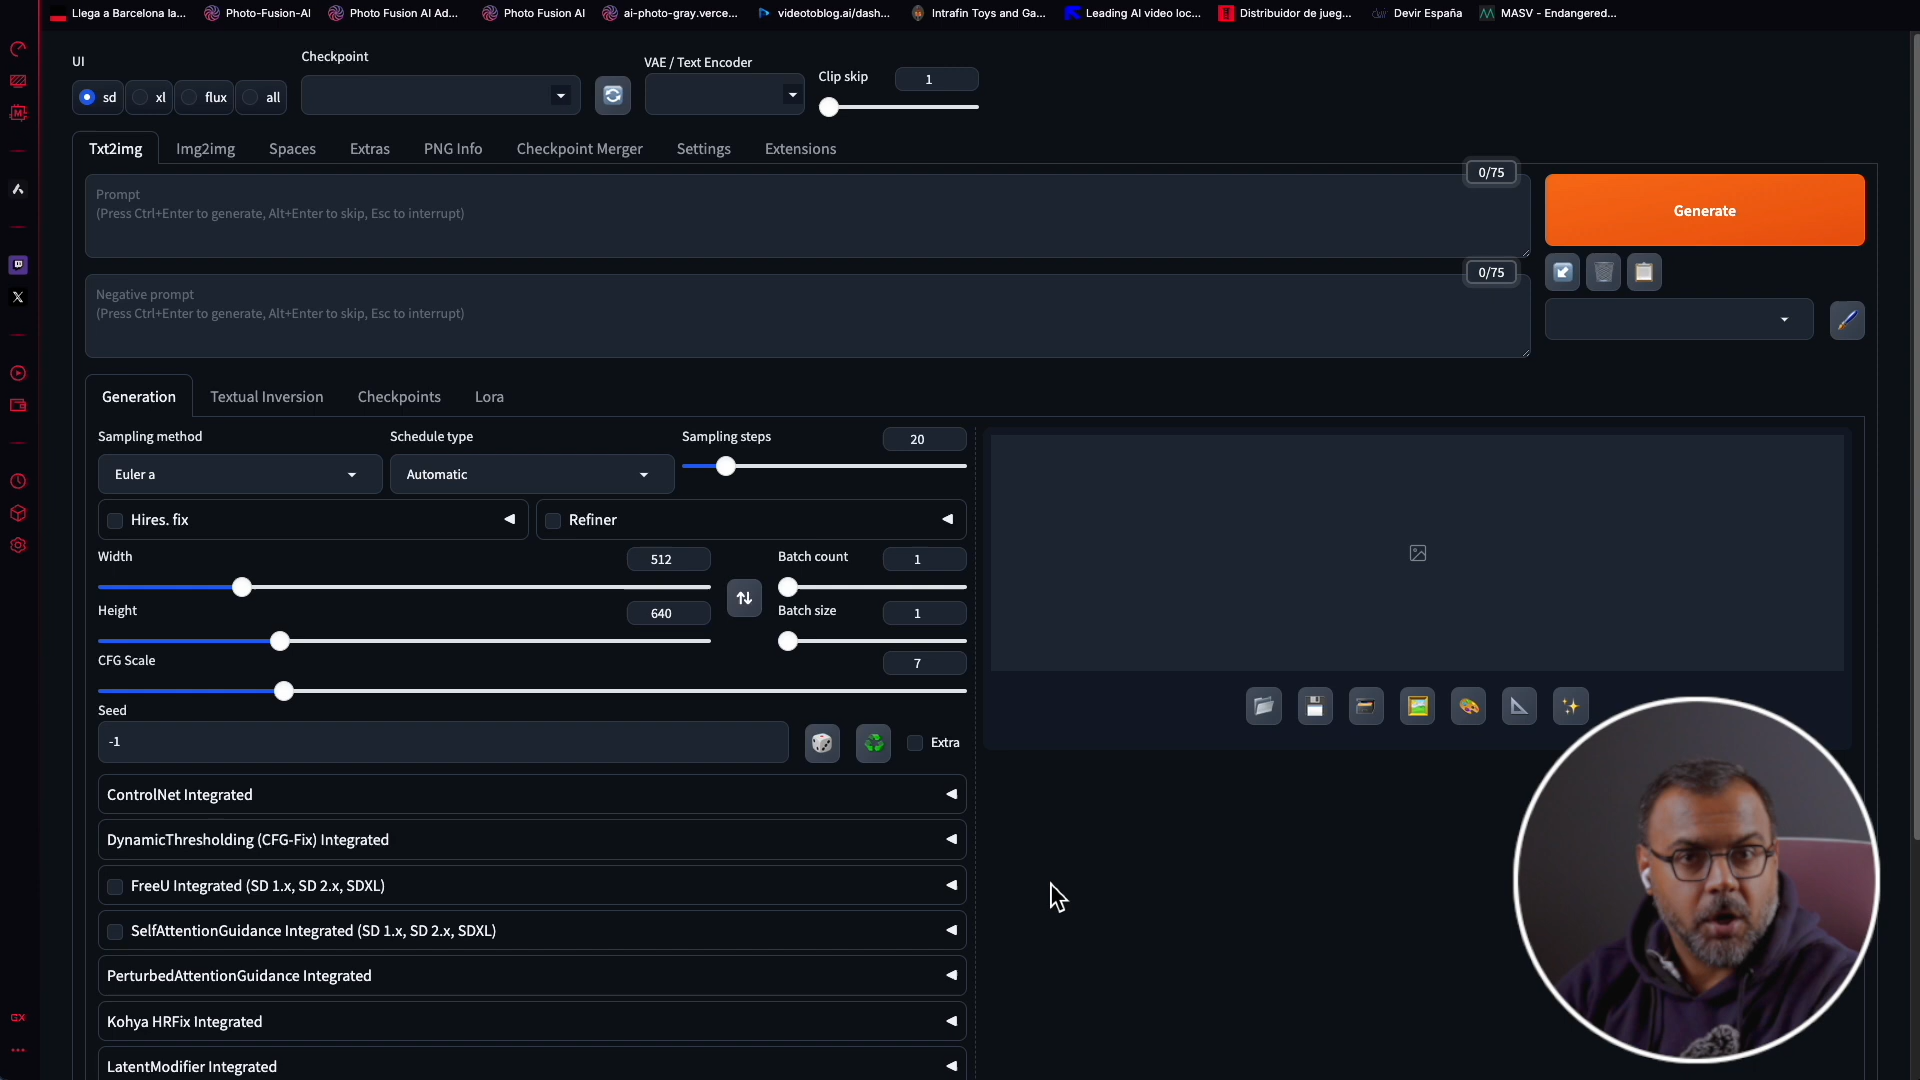 Llega a Barcelona la...
Photo-Fusion-AI
Photo Fusion AI Ad...
Photo Fusion AI
ai-photo-gray.verce...
videotoblog.ai/dash...
Intrafin Toys and Ga...
Leading AI video loc...
Distribuidor de jueg...
Devir España
MASV - Endangered...
UI
sd
xl
flux
all
Checkpoint
VAE / Text Encoder
Clip skip
1
Txt2img
Img2img
Spaces
Extras
PNG Info
Checkpoint Merger
Settings
Extensions
0/75
Prompt
(Press Ctrl+Enter to generate, Alt+Enter to skip, Esc to interrupt)
Generate
0/75
Negative prompt
(Press Ctrl+Enter to generate, Alt+Enter to skip, Esc to interrupt)
Generation
Textual Inversion
Checkpoints
Lora
Sampling method
Euler a
Schedule type
Automatic
Sampling steps
20
Hires. fix
Refiner
Width
512
Batch count
1
Height
640
Batch size
1
CFG Scale
7
Seed
-1
Extra
ControlNet Integrated
DynamicThresholding (CFG-Fix) Integrated
FreeU Integrated (SD 1.x, SD 2.x, SDXL)
SelfAttentionGuidance Integrated (SD 1.x, SD 2.x, SDXL)
PerturbedAttentionGuidance Integrated
Kohya HRFix Integrated
LatentModifier Integrated
GX